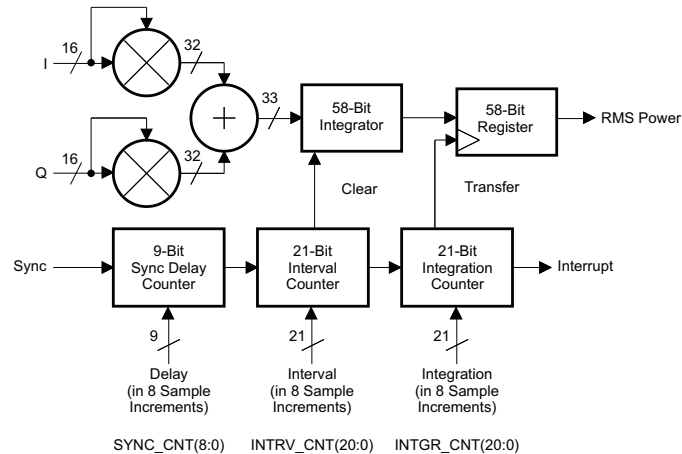 I
16
32
Q
16
32
+
33
58-Bit
Integrator
58-Bit
Register
RMS Power
Clear
Transfer
Sync
9-Bit
Sync Delay
Counter
21-Bit
Interval
Counter
21-Bit
Integration
Counter
Interrupt
9
21
21
Delay
(in 8 Sample
Increments)
Interval
(in 8 Sample
Increments)
Integration
(in 8 Sample
Increments)
SYNC_CNT(8:0)
INTRV_CNT(20:0)
INTGR_CNT(20:0)